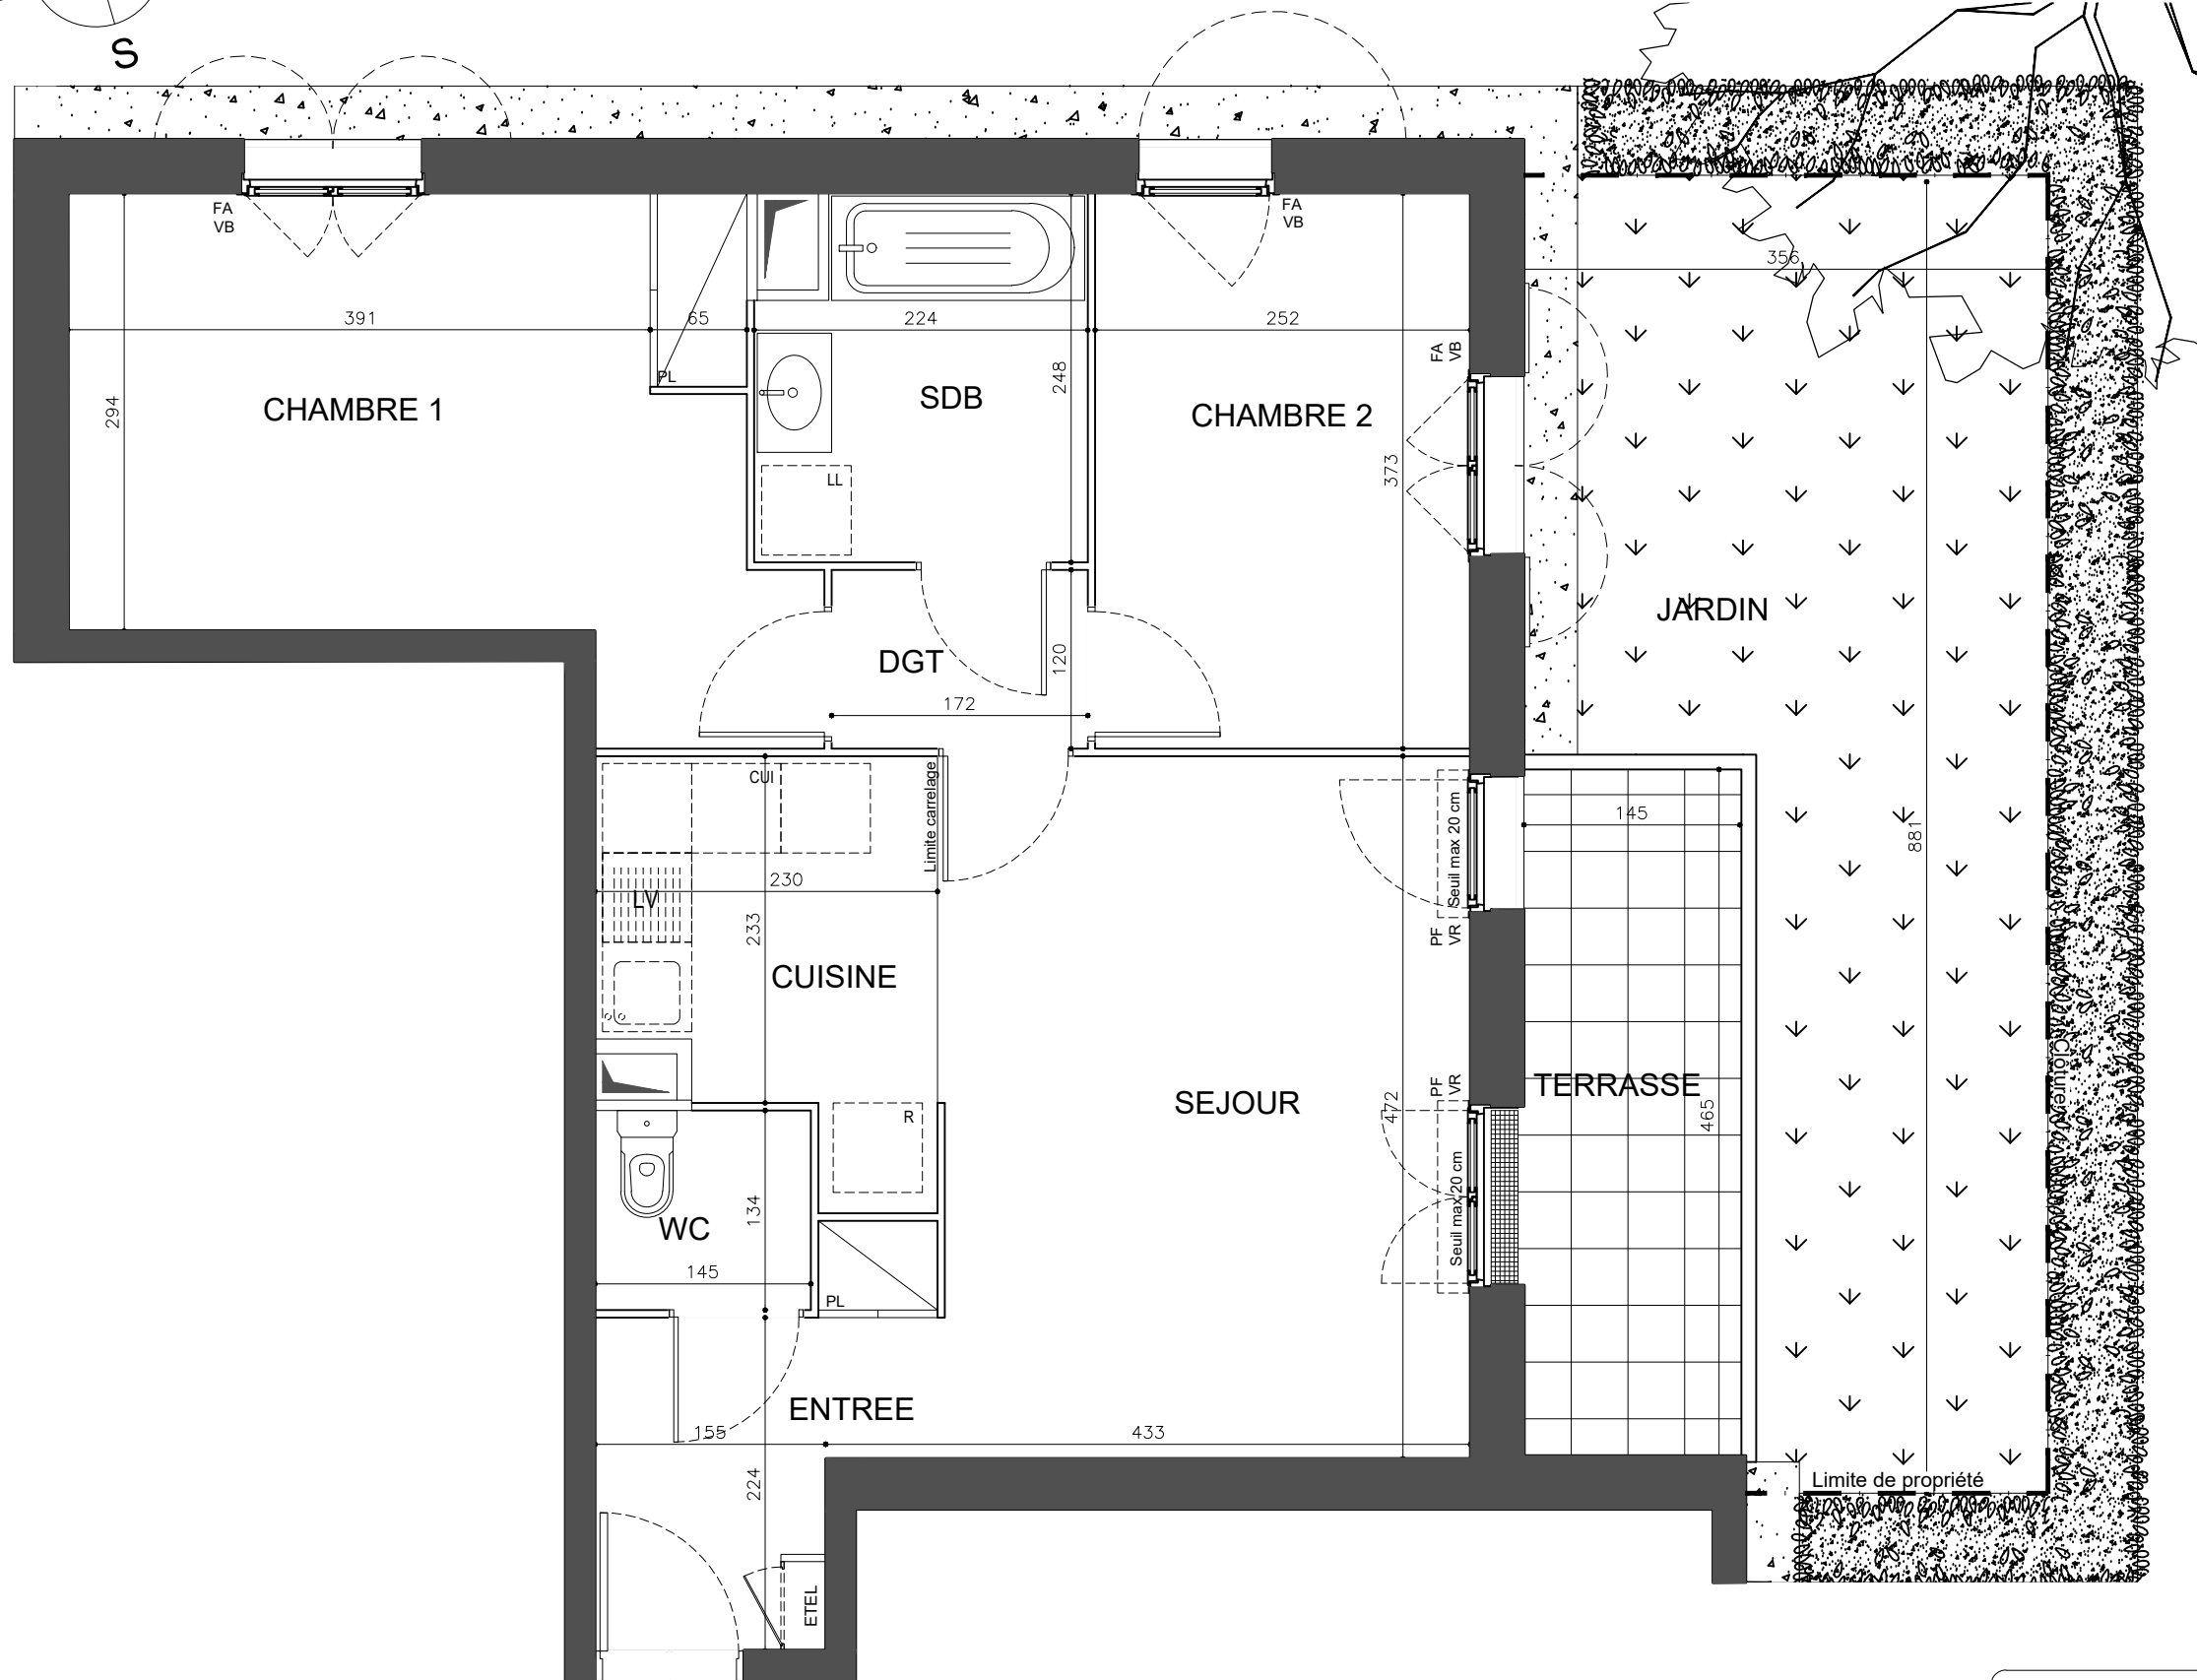 S
FA
VB
FA
VB
356
391
65
224
252
FA
VB
PL
248
SDB
CHAMBRE 1
CHAMBRE 2
294
373
LL
JARDIN
DGT
120
172
CUI
Limite carrelage
Seuil max 20 cm
145
881
230
LV
233
PF
VR
CUISINE
Clôture
PF
VR
TERRASSE
SEJOUR
472
465
R
Seuil max 20 cm
134
WC
145
PL
ENTREE
155
433
224
Limite de propriété
ETEL